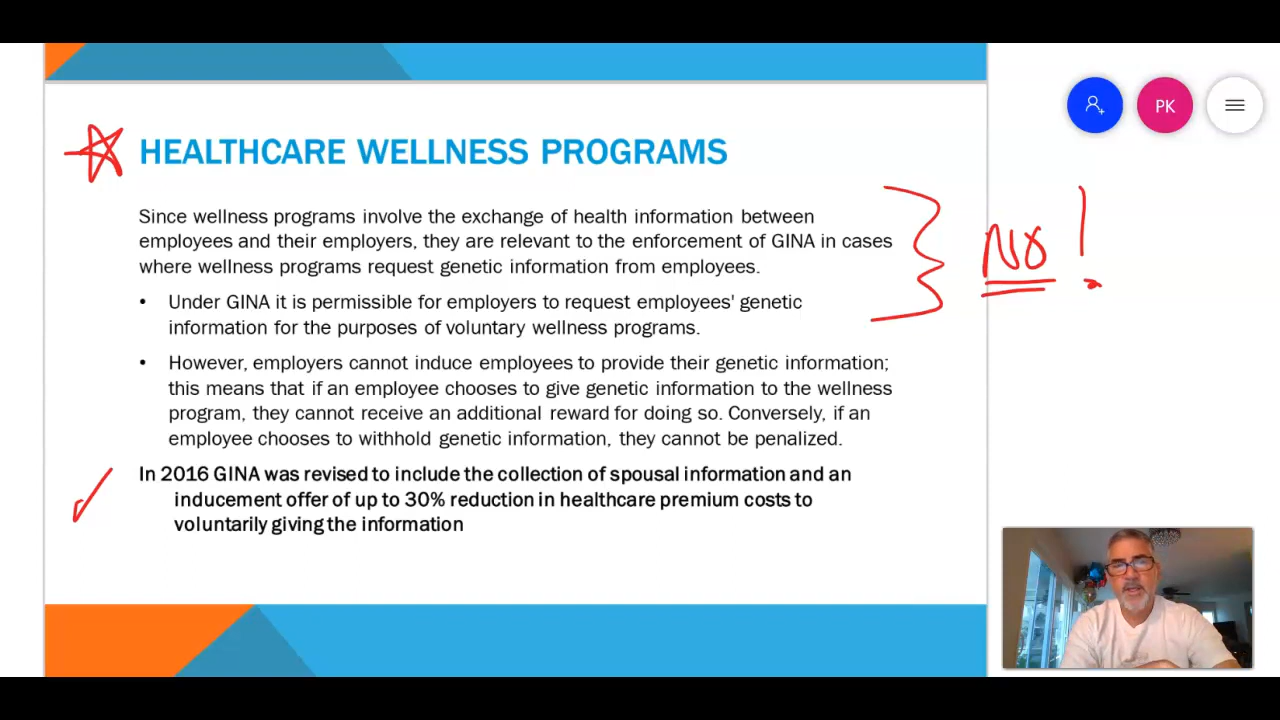 HEALTHCARE WELLNESS PROGRAMS
PK
Since wellness programs involve the exchange of health information between
employees and their employers, they are relevant to the enforcement of GINA in cases
where wellness programs request genetic information from employees.
NO!
• Under GINA it is permissible for employers to request employees' genetic
information for the purposes of voluntary wellness programs.
• However, employers cannot induce employees to provide their genetic information;
this means that if an employee chooses to give genetic information to the wellness
program, they cannot receive an additional reward for doing so. Conversely, if an
employee chooses to withhold genetic information, they cannot be penalized.
In 2016 GINA was revised to include the collection of spousal information and an
inducement offer of up to 30% reduction in healthcare premium costs to
voluntarily giving the information